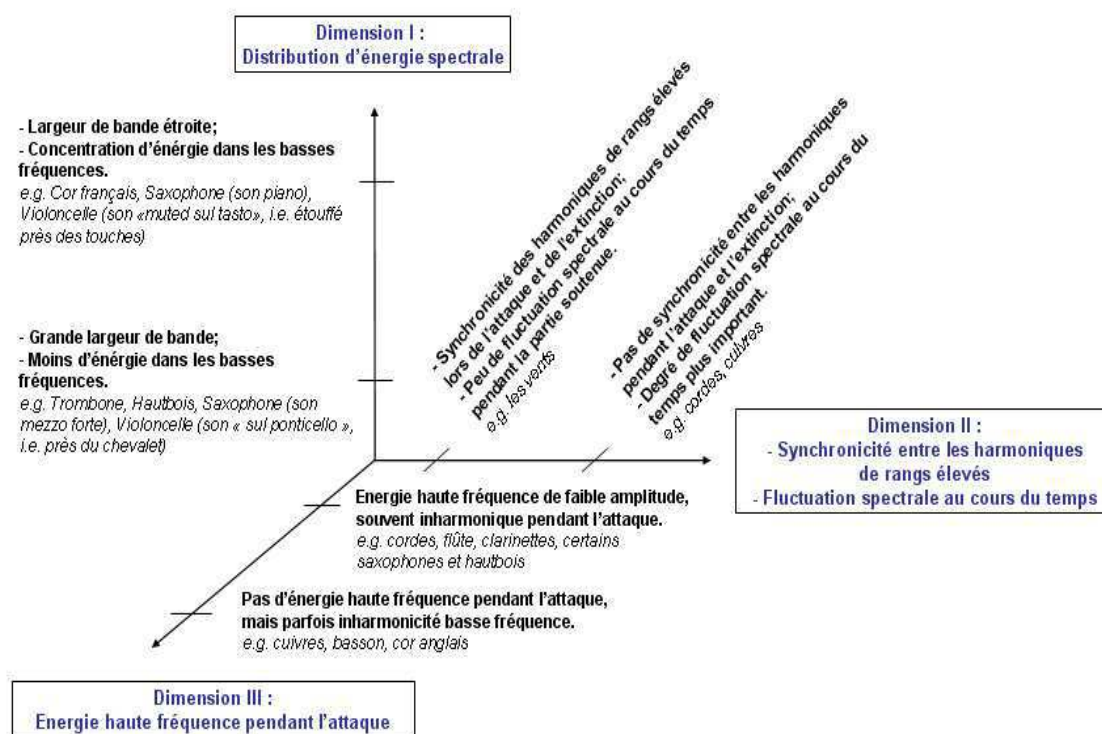 Dimension I :
Distribution d'énergie spectrale
- Largeur de bande étroite;
- Concentration d'énérgie dans les basses
fréquences.
e.g. Cor français, Saxophone (son piano),
Violoncelle (son «muted sul tasto», i.e. étouffé
près des touches)
- Grande largeur de bande;
- Moins d'énergie dans les basses
fréquences.
e.g. Trombone, Hautbois, Saxophone (son
mezzo forte), Violoncelle (son « sul ponticello »,
i.e. près du chevalet)
- Synchronicité des harmoniques de rangs élevés
lors de l'attaque et de l'extinction;
- Peu de fluctuation spectrale au cours du temps
pendant la partie soutenue.
e.g. les vents
- Pas de synchronicité entre les harmoniques
pendant l'attaque et l'extinction;
- Degré de fluctuation spectrale au cours du
temps plus important.
e.g. cordes, cuivres
Dimension II :
- Synchronicité entre les harmoniques
de rangs élevés
- Fluctuation spectrale au cours du temps
Energie haute fréquence de faible amplitude,
souvent inharmonique pendant l'attaque.
e.g. cordes, flûte, clarinettes, certains
saxophones et hautbois
Pas d'énergie haute fréquence pendant l'attaque,
mais parfois inharmonicité basse fréquence.
e.g. cuivres, basson, cor anglais
Dimension III :
Energie haute fréquence pendant l'attaque